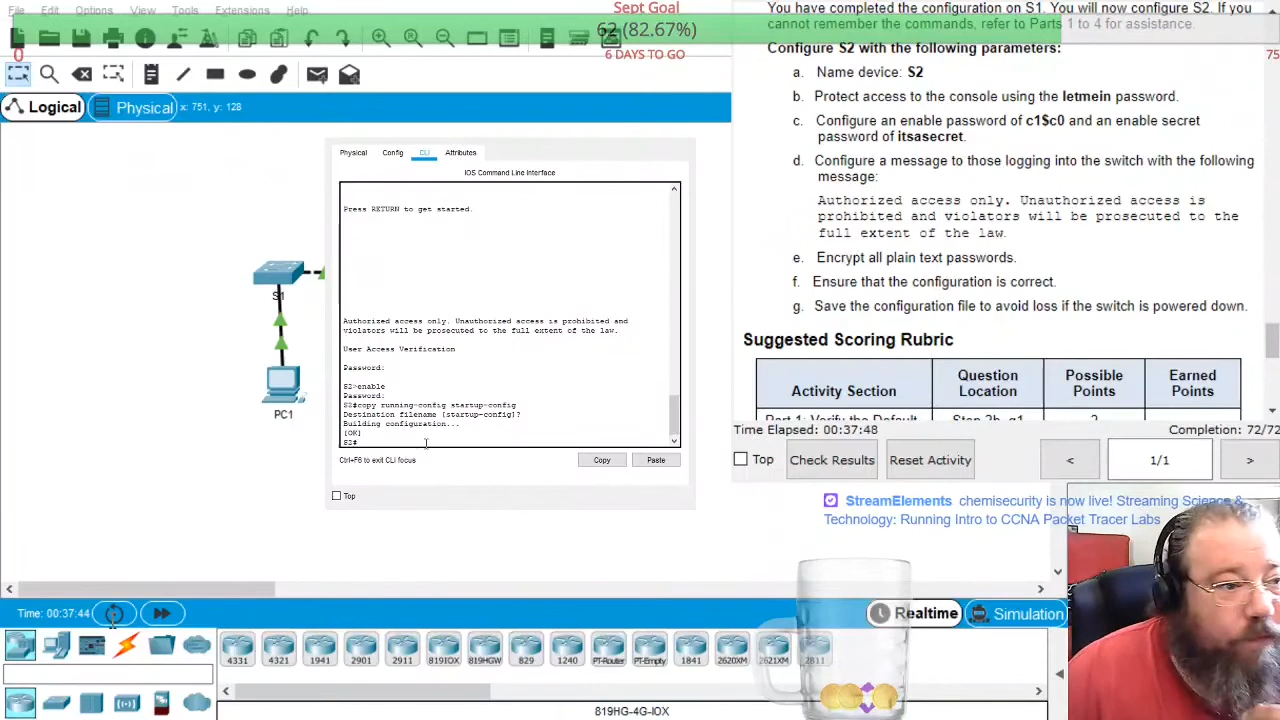 File Edit Options View Tools Extensions Help
Sept Goal
62 (82.67%)
6 DAYS TO GO
0
75
Logical
Physical
x: 751, y: 128
You have completed the configuration on S1. You will now configure S2. If you
cannot remember the commands, refer to Parts 1 to 4 for assistance.
Configure S2 with the following parameters:
a. Name device: S2
b. Protect access to the console using the letmein password.
c. Configure an enable password of c1$c0 and an enable secret
password of itsasecret.
d. Configure a message to those logging into the switch with the following
message:
Authorized access only. Unauthorized access is
prohibited and violators will be prosecuted to the
full extent of the law.
e. Encrypt all plain text passwords.
f. Ensure that the configuration is correct.
g. Save the configuration file to avoid loss if the switch is powered down.
Suggested Scoring Rubric
Activity Section
Question Location
Possible Points
Earned Points
Part 1: Verify the Default
Step 2b, q1
2
Time Elapsed: 00:37:48
Completion: 72/72
Top
Check Results
Reset Activity
<
1/1
>
Physical Config CLI Attributes
IOS Command Line Interface
Press RETURN to get started.
Authorized access only. Unauthorized access is prohibited and
violators will be prosecuted to the full extent of the law.
User Access Verification
Password:
S2>enable
Password:
S2#copy running-config startup-config
Destination filename [startup-config]?
Building configuration...
[OK]
S2#
Ctrl+F6 to exit CLI focus
Copy
Paste
Top
S1
PC1
StreamElements chemisecurity is now live! Streaming Science &
Technology: Running Intro to CCNA Packet Tracer Labs
Time: 00:37:44
Realtime
Simulation
4331 4321 1941 2901 2911 819IOX 819HGW 829 1240 PT-Router PT-Empty 1841 2620XM 2621XM 2811
819HG-4G-IOX